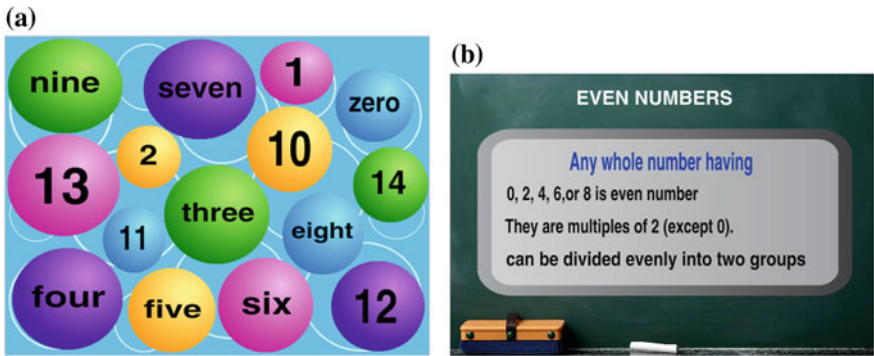 (a)
nine
seven
1
zero
13
2
10
14
11
three
eight
four
five
six
12
(b)
EVEN NUMBERS
Any whole number having
0, 2, 4, 6,or 8 is even number
They are multiples of 2 (except 0).
can be divided evenly into two groups